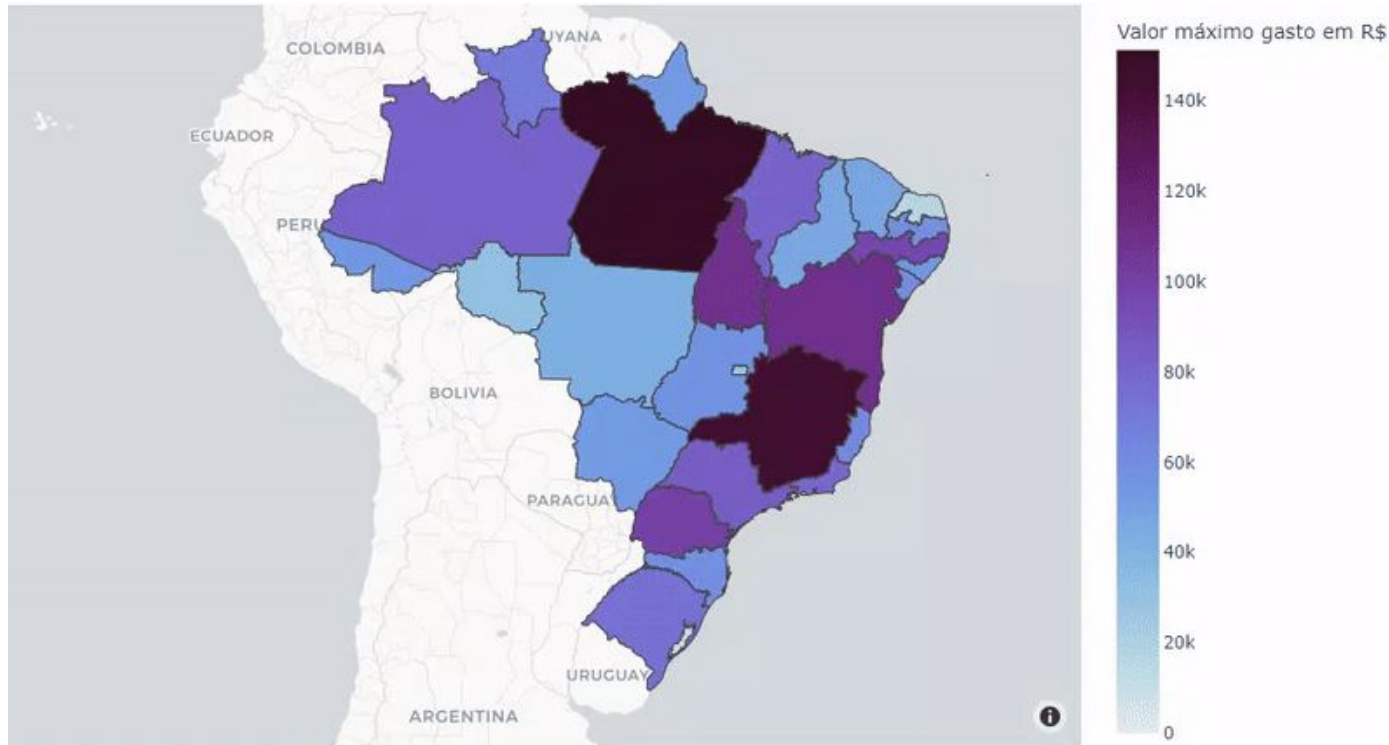 Valor máximo gasto em R$
140k
120k
100k
80k
60k
40k
20k
0
COLOMBIA
UYANA
ECUADOR
PERU
BOLIVIA
PARAGUA
URUGUAY
ARGENTINA
i